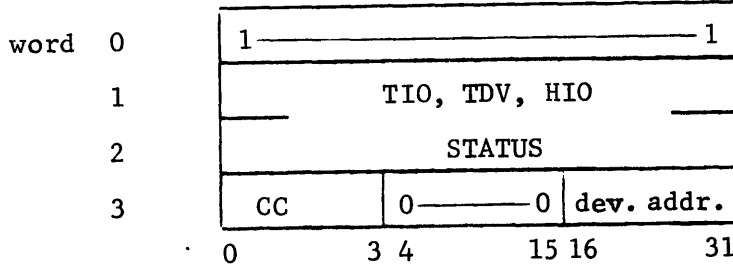 word 0 1 1
1 TIO, TDV, HIO
2 STATUS
3 CC 0 0 dev. addr.
0 3 4 15 16 31